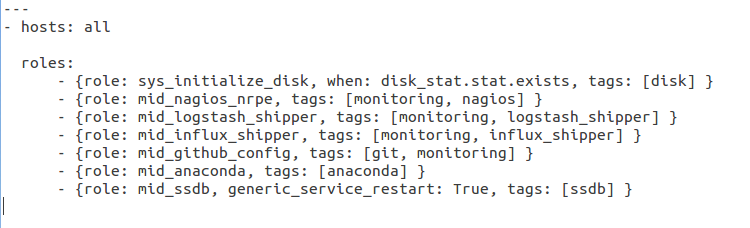 ---
- hosts: all
roles:
- {role: sys_initialize_disk, when: disk_stat.stat.exists, tags: [disk] }
- {role: mid_nagios_nrpe, tags: [monitoring, nagios] }
- {role: mid_logstash_shipper, tags: [monitoring, logstash_shipper] }
- {role: mid_influx_shipper, tags: [monitoring, influx_shipper] }
- {role: mid_github_config, tags: [git, monitoring] }
- {role: mid_anaconda, tags: [anaconda] }
- {role: mid_ssdb, generic_service_restart: True, tags: [ssdb] }